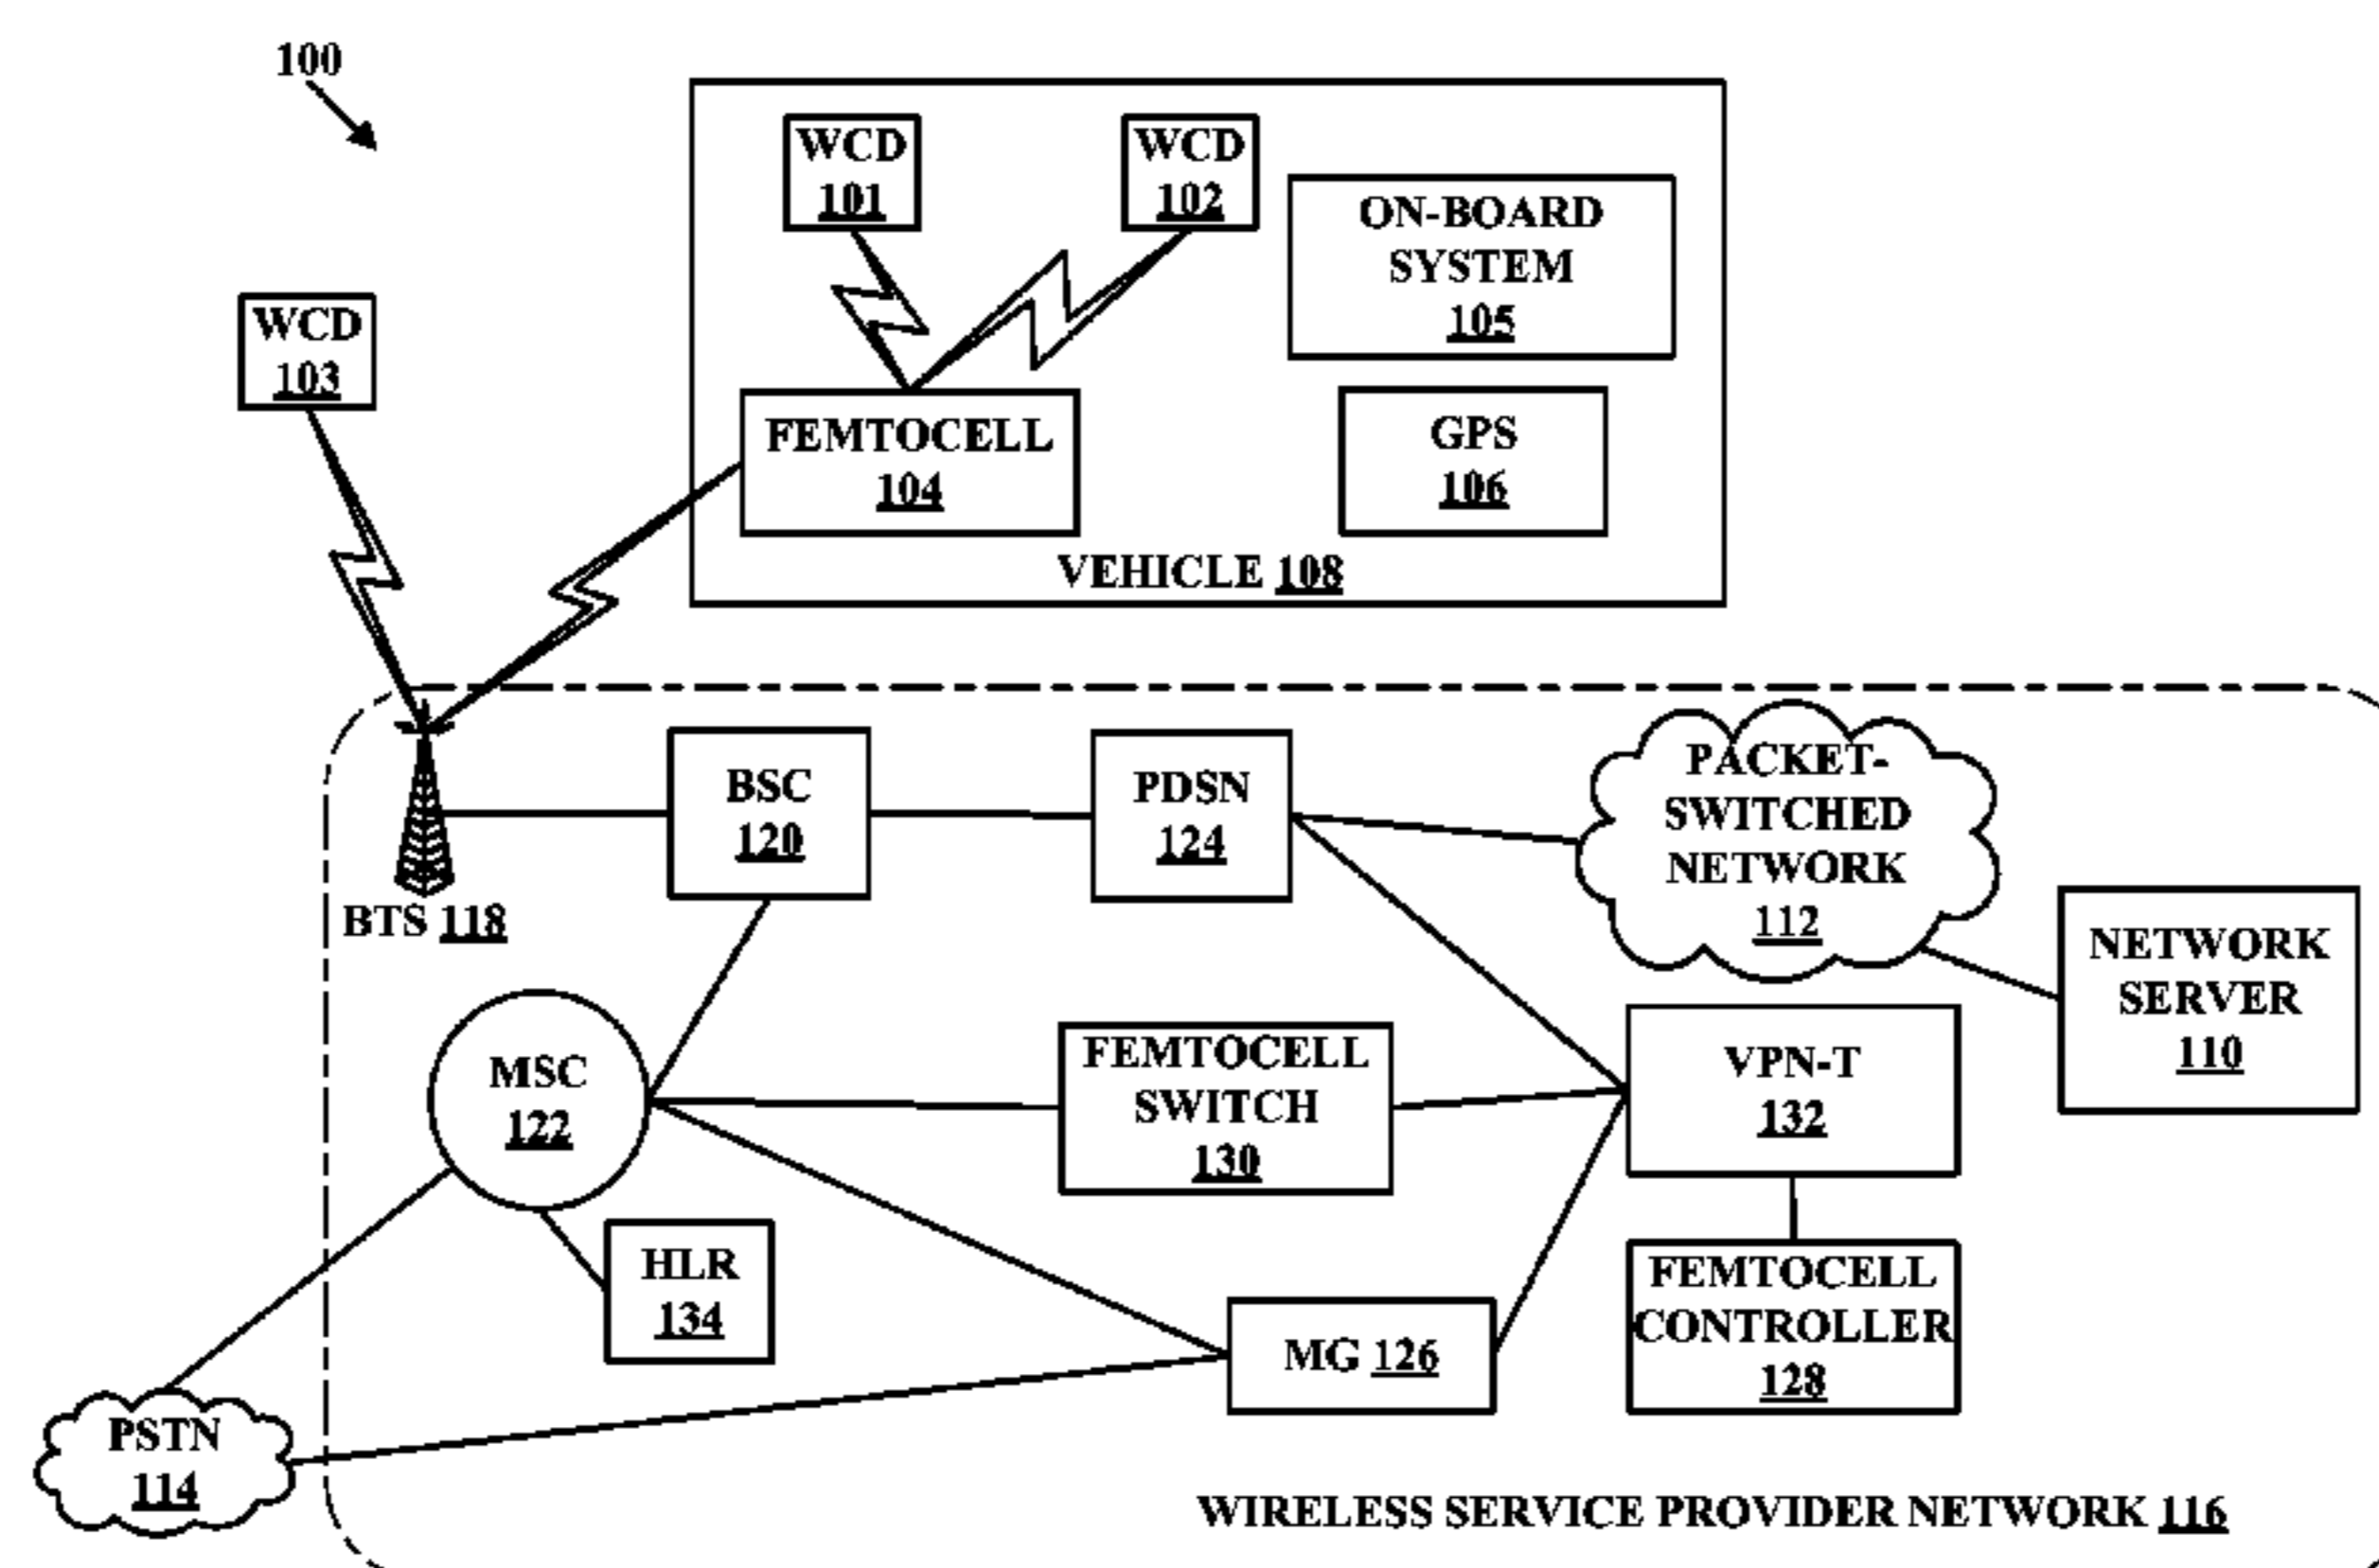 100
WCD
101
WCD
102
ON-BOARD
SYSTEM
105
WCD
103
FEMTOCELL
104
GPS
106
VEHICLE 108
BSC
120
PDSN
124
PACKET-
SWITCHED
NETWORK
112
BTS 118
NETWORK
SERVER
110
MSC
122
FEMTOCELL
SWITCH
130
VPN-T
132
HLR
134
MG 126
FEMTOCELL
CONTROLLER
128
PSTN
114
WIRELESS SERVICE PROVIDER NETWORK 116